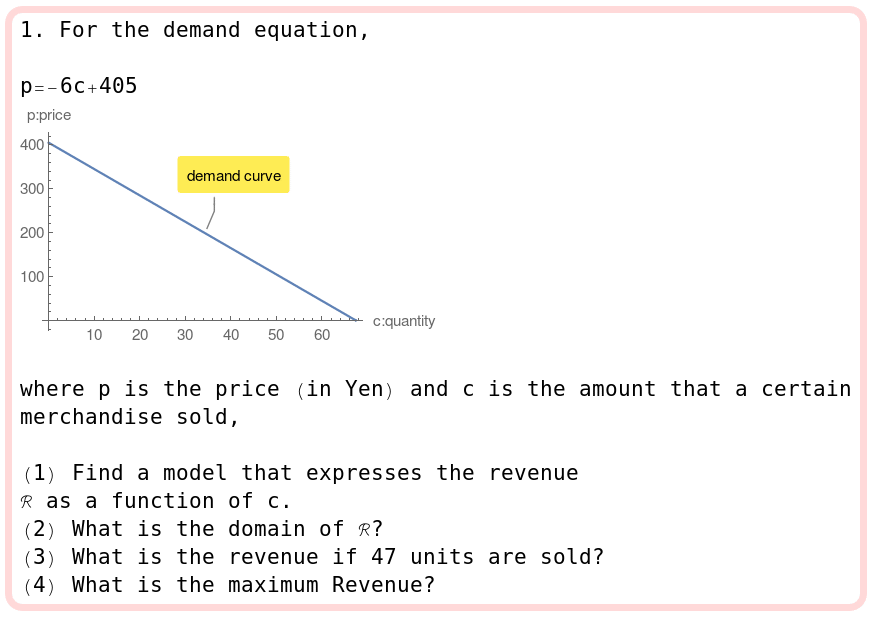 1. For the demand equation,
p=-6c+405
p:price
400
300
200
100
demand curve
10 20 30 40 50 60
c:quantity
where p is the price (in Yen) and c is the amount that a certain
merchandise sold,
(1) Find a model that expresses the revenue
ℛ as a function of c.
(2) What is the domain of ℛ?
(3) What is the revenue if 47 units are sold?
(4) What is the maximum Revenue?